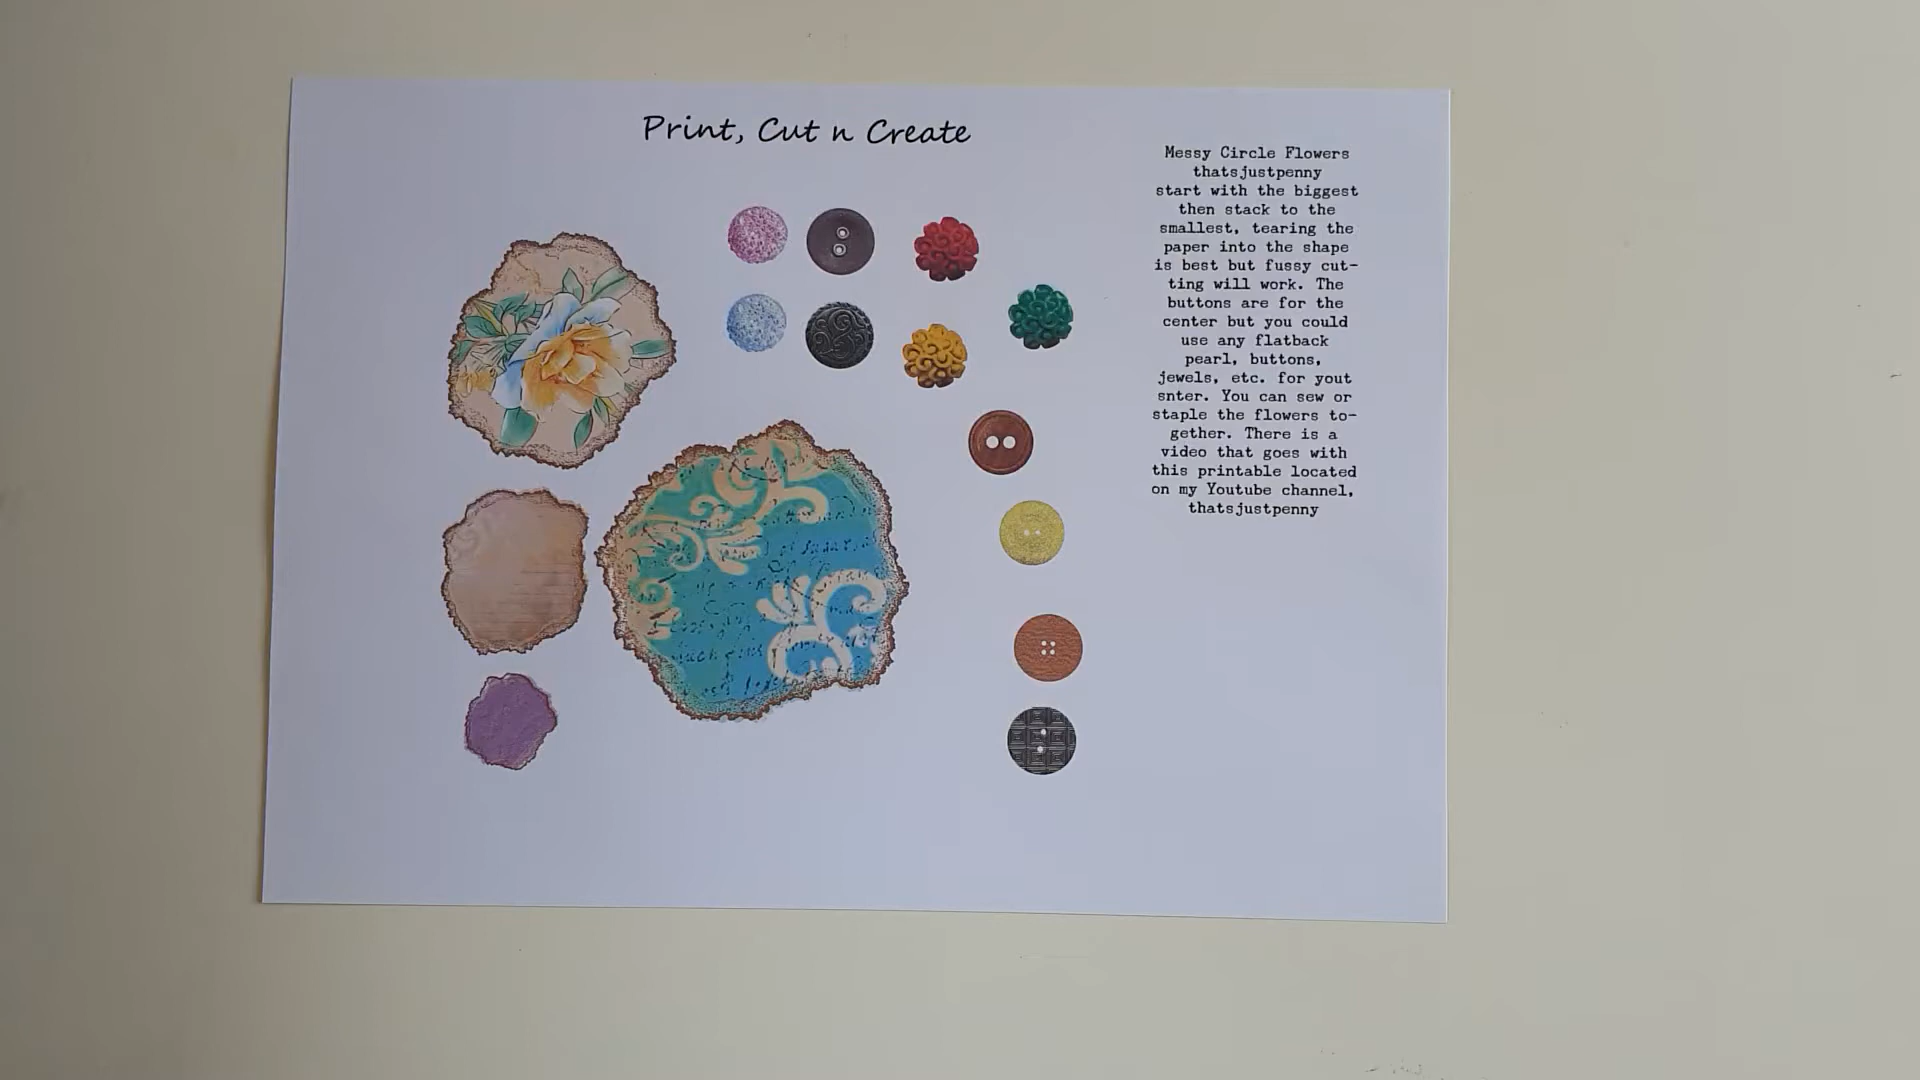 Print, Cut n Create
Messy Circle Flowers
thatsjustpenny
start with the biggest
then stack to the
smallest, tearing the
paper into the shape
is best but fussy cut-
ting will work. The
buttons are for the
center but you could
use any flatback
pearl, buttons,
jewels, etc. for yout
snter. You can sew or
staple the flowers to-
gether. There is a
video that goes with
this printable located
on my Youtube channel,
thatsjustpenny